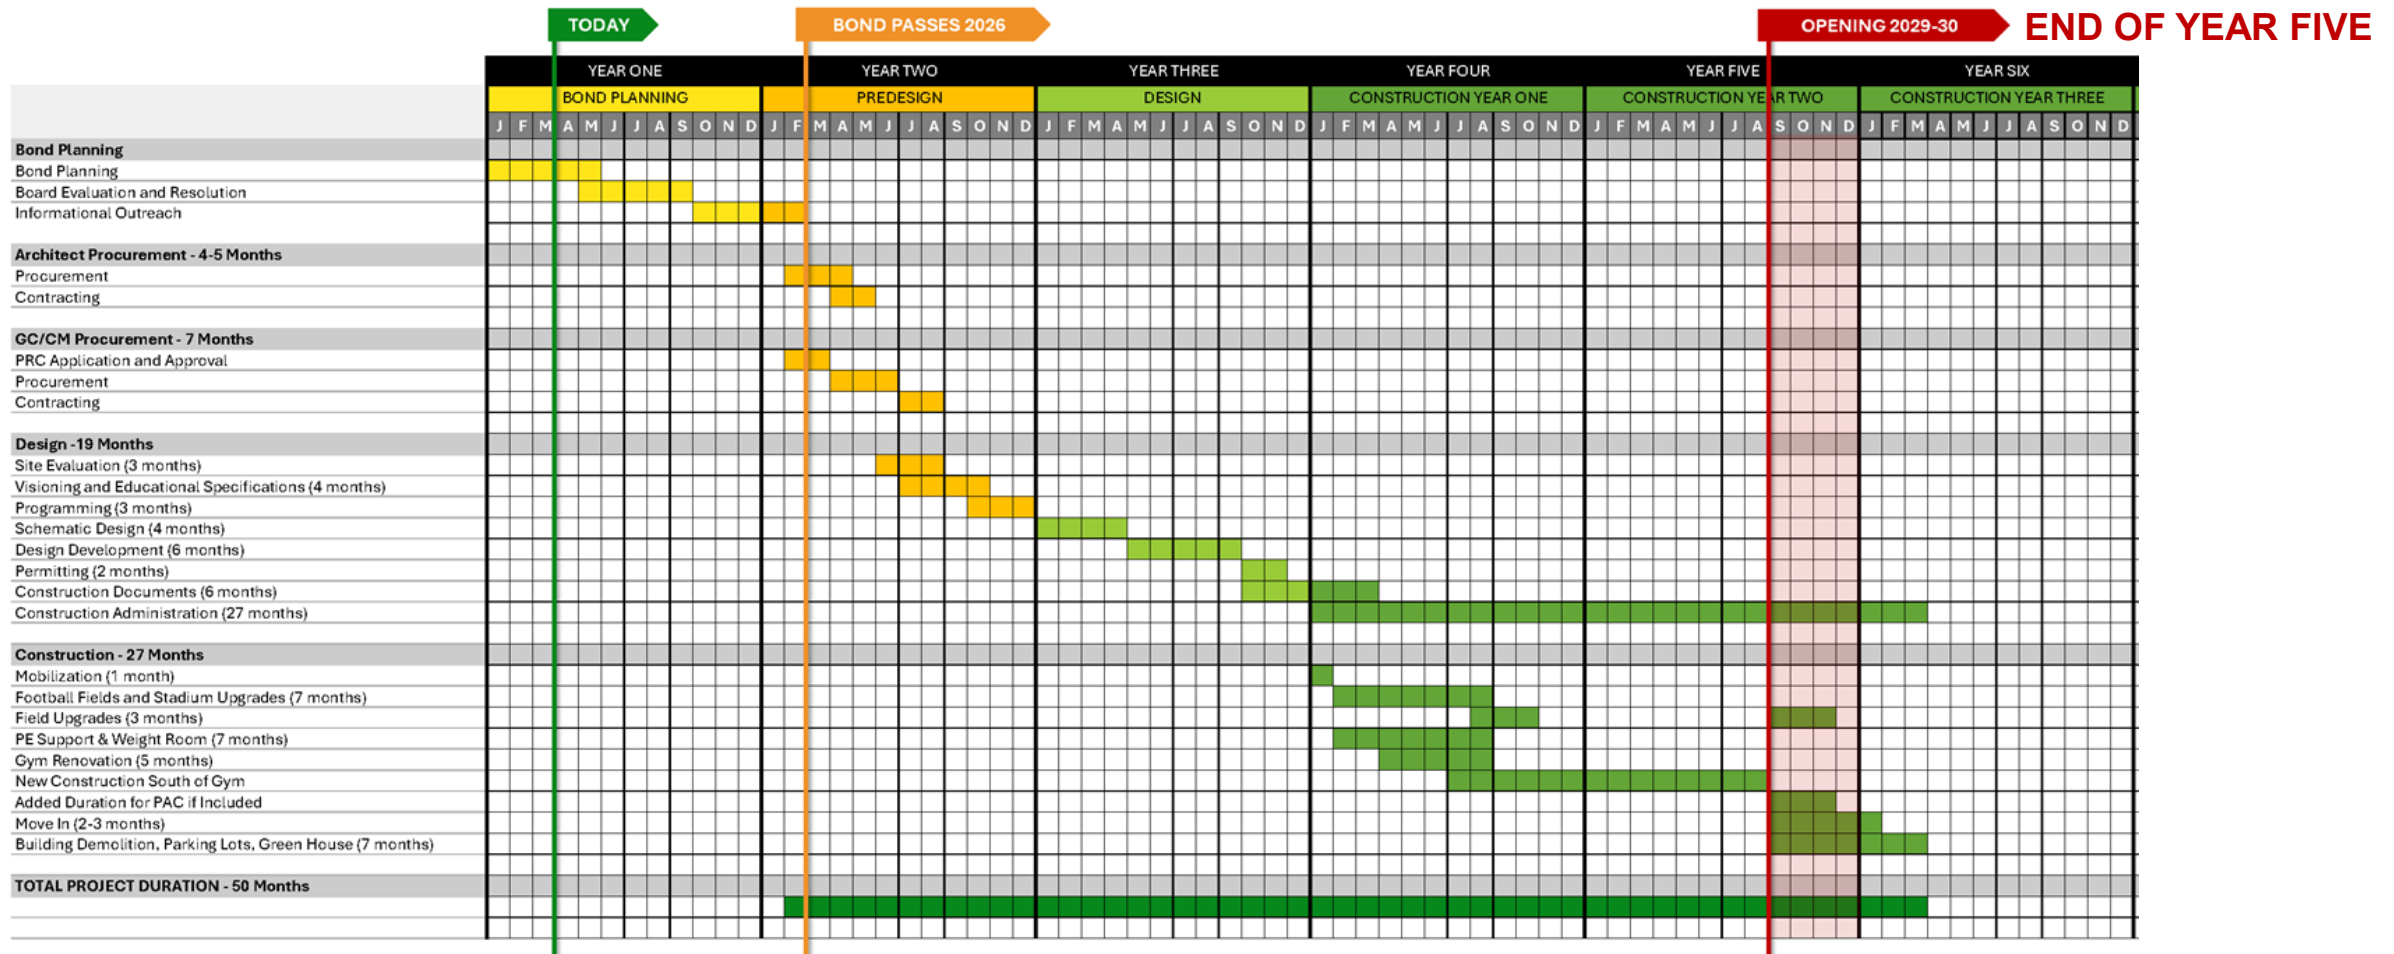 TODAY
BOND PASSES 2026
OPENING 2029-30
END OF YEAR FIVE
YEAR ONE YEAR TWO YEAR THREE YEAR FOUR YEAR FIVE YEAR SIX
BOND PLANNING PREDESIGN DESIGN CONSTRUCTION YEAR ONE CONSTRUCTION YEAR TWO CONSTRUCTION YEAR THREE
J F M A M J J A S O N D J F M A M J J A S O N D J F M A M J J A S O N D J F M A M J J A S O N D J F M A M J J A S O N D J F M A M J J A S O N D
Bond Planning
Bond Planning
Board Evaluation and Resolution
Informational Outreach
Architect Procurement - 4-5 Months
Procurement
Contracting
GC/CM Procurement - 7 Months
PRC Application and Approval
Procurement
Contracting
Design -19 Months
Site Evaluation (3 months)
Visioning and Educational Specifications (4 months)
Programming (3 months)
Schematic Design (4 months)
Design Development (6 months)
Permitting (2 months)
Construction Documents (6 months)
Construction Administration (27 months)
Construction - 27 Months
Mobilization (1 month)
Football Fields and Stadium Upgrades (7 months)
Field Upgrades (3 months)
PE Support & Weight Room (7 months)
Gym Renovation (5 months)
New Construction South of Gym
Added Duration for PAC if Included
Move In (2-3 months)
Building Demolition, Parking Lots, Green House (7 months)
TOTAL PROJECT DURATION - 50 Months